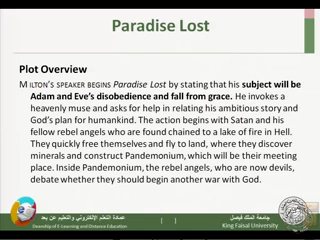 Paradise Lost
Plot Overview
MILTON'S SPEAKER BEGINS Paradise Lost by stating that his subject will be
Adam and Eve's disobedience and fall from grace. He invokes a
heavenly muse and asks for help in relating his ambitious story and
God's plan for humankind. The action begins with Satan and his
fellow rebel angels who are found chained to a lake of fire in Hell.
They quickly free themselves and fly to land, where they discover
minerals and construct Pandemonium, which will be their meeting
place. Inside Pandemonium, the rebel angels, who are now devils,
debate whether they should begin another war with God.
عمادة التعلم الإلكتروني والتعليم عن بعد
Deanship of E-Learning and Distance Education
جامعة الملك فيصل
King Faisal University